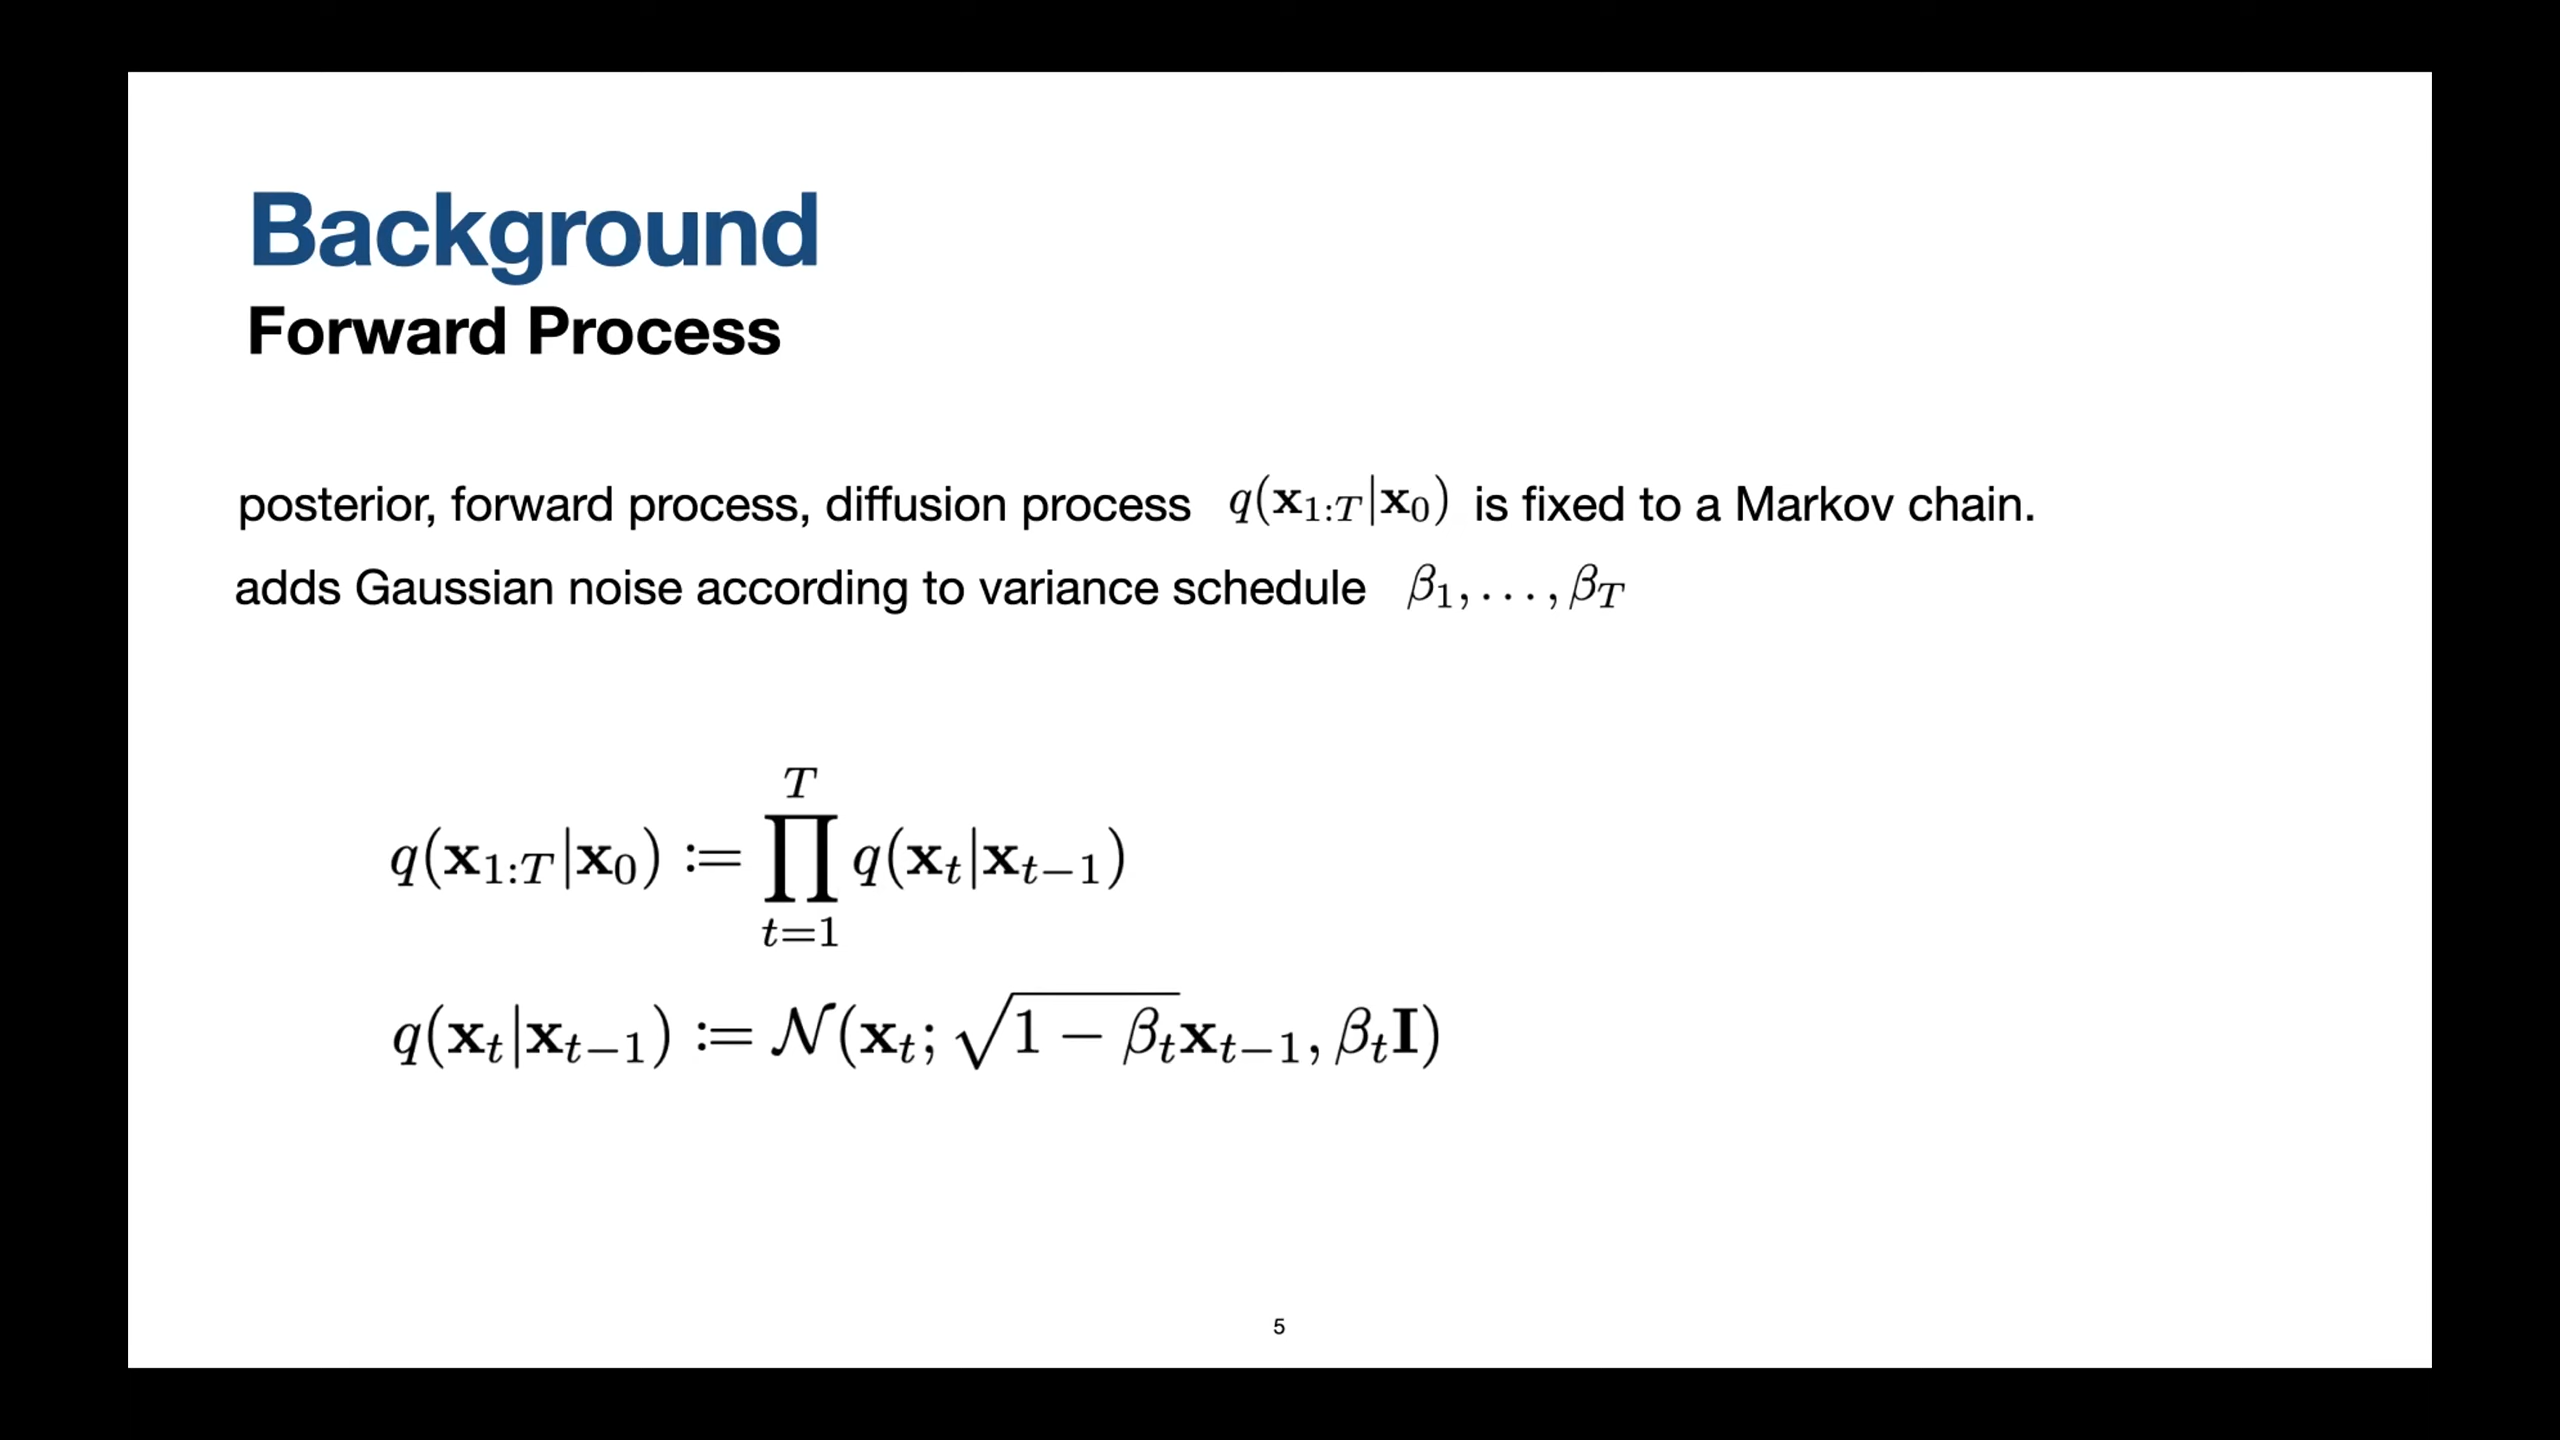 Background
Forward Process
posterior, forward process, diffusion process q(x_{1:T}|x_0) is fixed to a Markov chain.
adds Gaussian noise according to variance schedule β_1, . . . , β_T
q(x_{1:T}|x_0) := ∏_{t=1}^{T} q(x_t|x_{t−1})
q(x_t|x_{t−1}) := 𝒩(x_t; √(1 − β_t)x_{t−1}, β_tI)
5